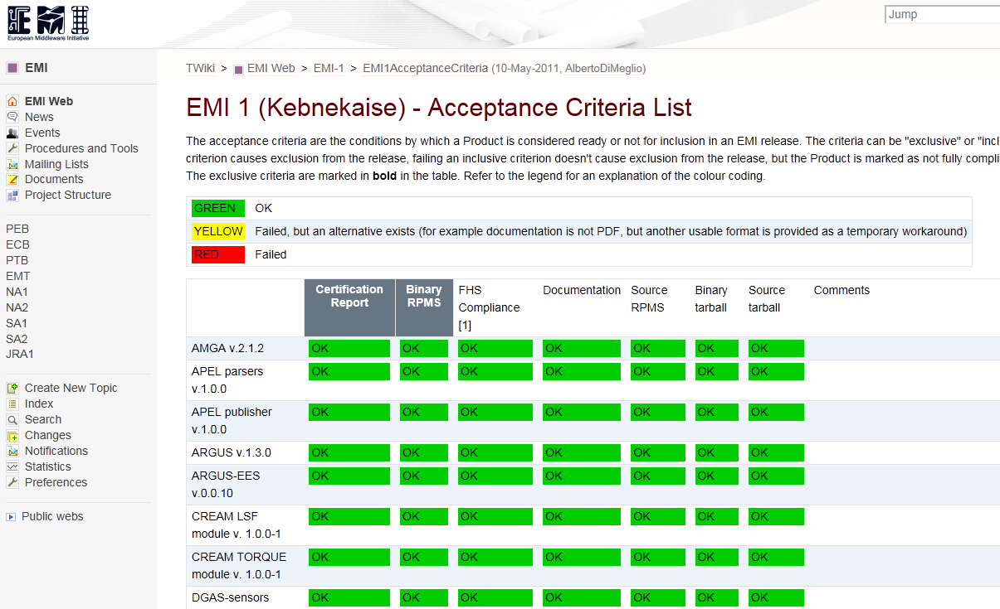 EMI
European Middleware Initiative
Jump
EMI
EMI Web
News
Events
Procedures and Tools
Mailing Lists
Documents
Project Structure
PEB
ECB
PTB
EMT
NA1
NA2
SA1
SA2
JRA1
Create New Topic
Index
Search
Changes
Notifications
Statistics
Preferences
Public webs
TWiki > EMI Web > EMI-1 > EMI1AcceptanceCriteria (10-May-2011, AlbertoDiMeglio)
EMI 1 (Kebnekaise) - Acceptance Criteria List
The acceptance criteria are the conditions by which a Product is considered ready or not for inclusion in an EMI release. The criteria can be "exclusive" or "incl
criterion causes exclusion from the release, failing an inclusive criterion doesn't cause exclusion from the release, but the Product is marked as not fully compli
The exclusive criteria are marked in bold in the table. Refer to the legend for an explanation of the colour coding.
GREEN OK
YELLOW Failed, but an alternative exists (for example documentation is not PDF, but another usable format is provided as a temporary workaround)
RED Failed
Certification Report Binary RPMS FHS Compliance [1] Documentation Source RPMS Binary tarball Source tarball Comments
AMGA v.2.1.2 OK OK OK OK OK OK OK
APEL parsers v.1.0.0 OK OK OK OK OK OK OK
APEL publisher v.1.0.0 OK OK OK OK OK OK OK
ARGUS v.1.3.0 OK OK OK OK OK OK OK
ARGUS-EES v.0.0.10 OK OK OK OK OK OK OK
CREAM LSF module v. 1.0.0-1 OK OK OK OK OK OK OK
CREAM TORQUE module v. 1.0.0-1 OK OK OK OK OK OK OK
DGAS-sensors OK OK OK OK OK OK OK